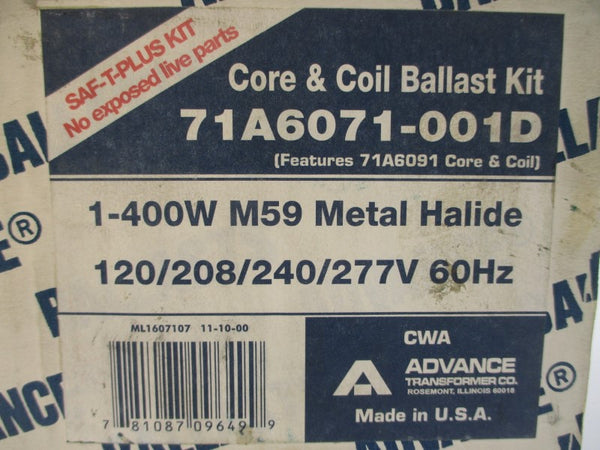 SAF-T-PLUS KIT
No exposed live parts
Core & Coil Ballast Kit
71A6071-001D
(Features 71A6091 Core & Coil)
1-400W M59 Metal Halide
120/208/240/277V 60Hz
ML1607107 11-10-00
7 81087 09649 9
CWA
ADVANCE
TRANSFORMER CO.
ROSEMONT, ILLINOIS 60018
Made in U.S.A.